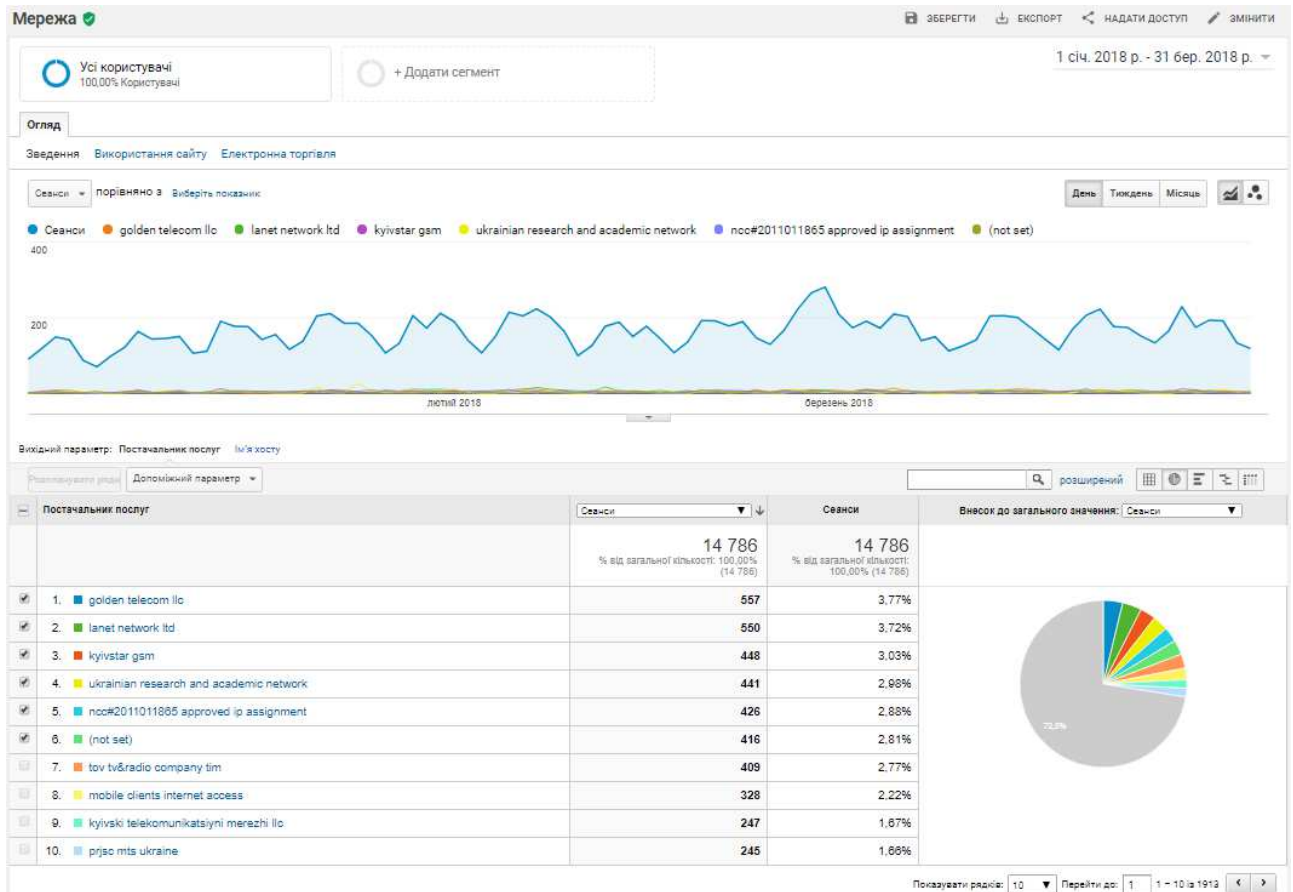 Мережа
ЗБЕРЕГТИ ЕКСПОРТ НАДАТИ ДОСТУП ЗМІНИТИ
1 січ. 2018 р. - 31 бер. 2018 р.
Усі користувачі
100,00% Користувачі
+ Додати сегмент
Огляд
Зведення Використання сайту Електронна торгівля
Сеанси порівняно з Виберіть показник
День Тиждень Місяць
Сеанси golden telecom llc lanet network ltd kyivstar gsm ukrainian research and academic network ncc#2011011865 approved ip assignment (not set)
400
200
лютий 2018 березень 2018
Вихідний параметр: Постачальник послуг Ім'я хосту
Допоміжний параметр розширений
Постачальник послуг Сеанси Сеанси Внесок до загального значення: Сеанси
14 786 14 786
% від загальної кількості: 100,00% (14 786) % від загальної кількості: 100,00% (14 786)
1. golden telecom llc 557 3,77%
2. lanet network ltd 550 3,72%
3. kyivstar gsm 448 3,03%
4. ukrainian research and academic network 441 2,98%
5. ncc#2011011865 approved ip assignment 426 2,88%
6. (not set) 416 2,81%
7. tov tv&radio company tim 409 2,77%
8. mobile clients internet access 328 2,22%
9. kyivski telekomunikatsiyni merezhi llc 247 1,67%
10. prjsc mts ukraine 245 1,66%
Показувати рядків: 10 Перейти до: 1 1 – 10 із 1913